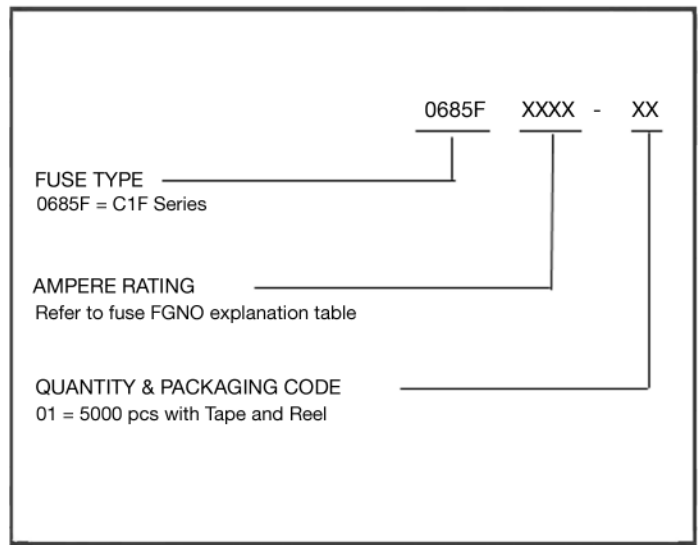 0685F XXXX - XX
FUSE TYPE
0685F = C1F Series
AMPERE RATING
Refer to fuse FGNO explanation table
QUANTITY & PACKAGING CODE
01 = 5000 pcs with Tape and Reel